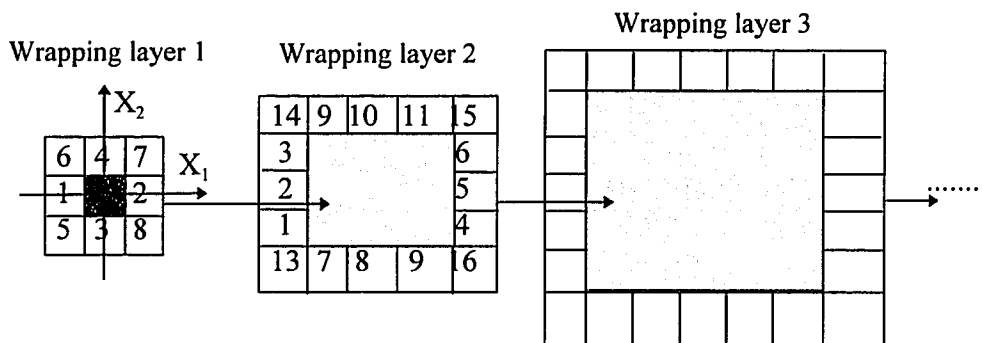 Wrapping layer 1
X2
6 4 7
X1
1 2
5 3 8
Wrapping layer 2
14 9 10 11 15
3 6
2 5
1 4
13 7 8 9 16
Wrapping layer 3
........